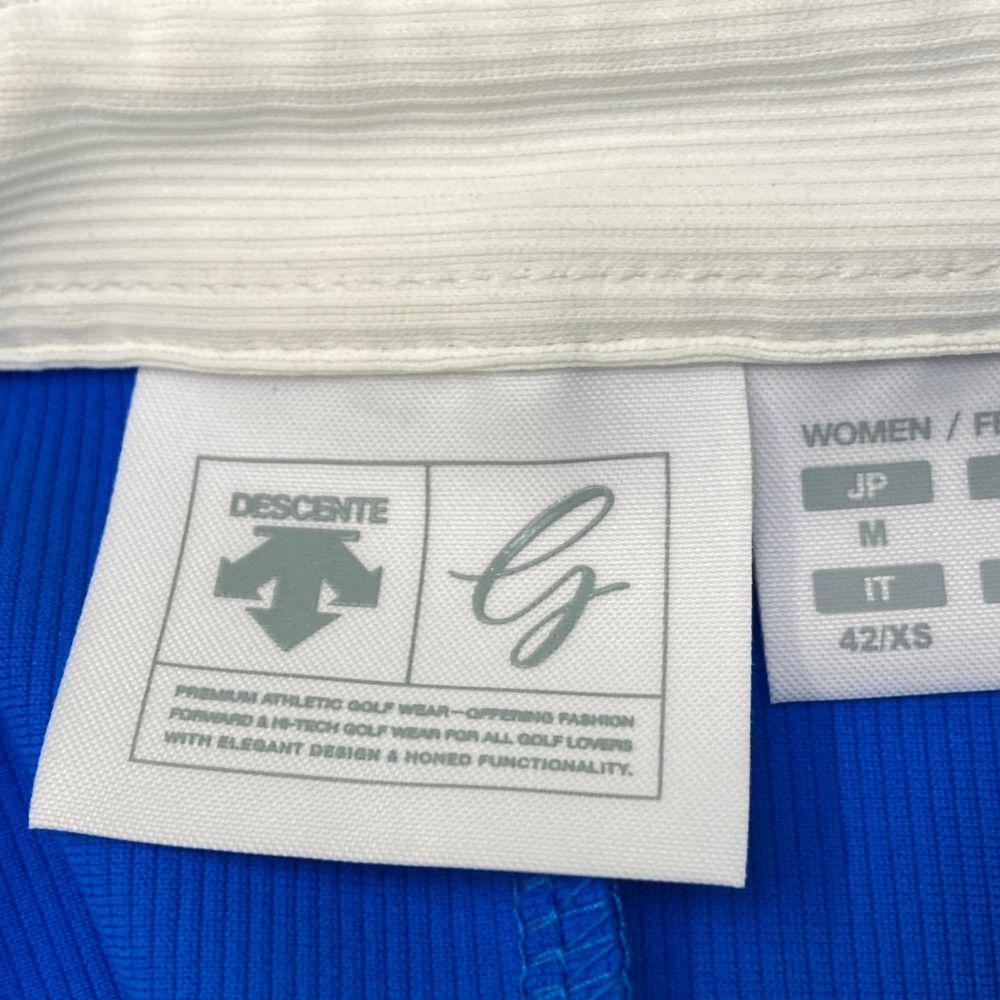 DESCENTE
PREMIUM ATHLETIC GOLF WEAR—OFFERING FASHION
FORWARD & HI-TECH GOLF WEAR FOR ALL GOLF LOVERS
WITH ELEGANT DESIGN & HONED FUNCTIONALITY.
WOMEN /
JP
M
IT
42/XS